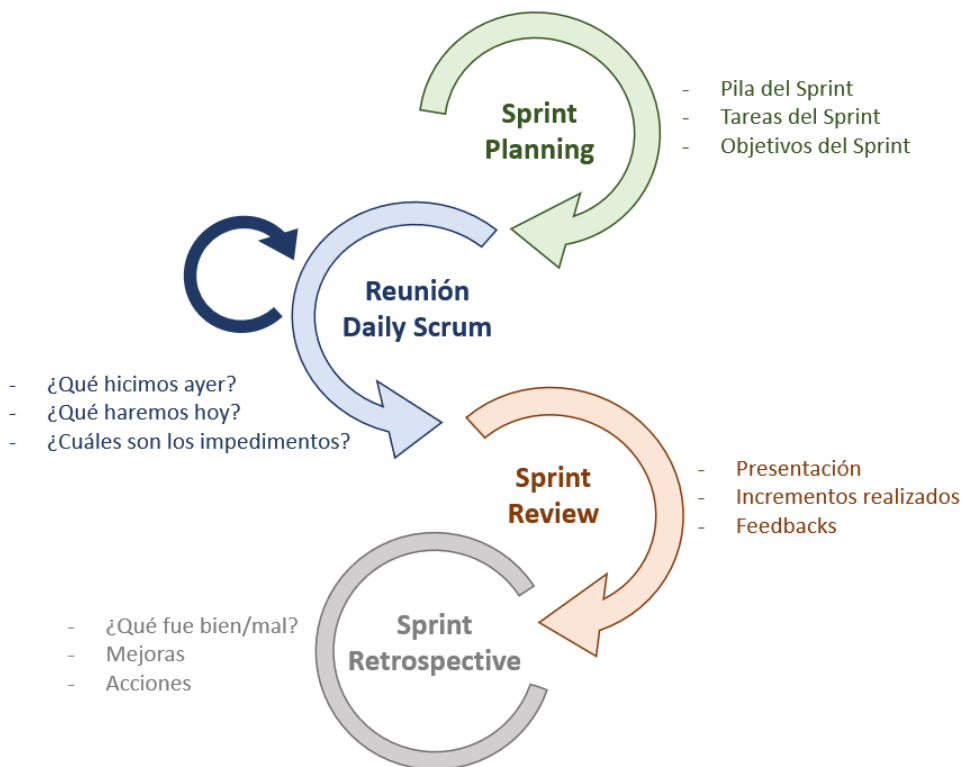 Sprint
Planning
- Pila del Sprint
- Tareas del Sprint
- Objetivos del Sprint
Reunión
Daily Scrum
- ¿Qué hicimos ayer?
- ¿Qué haremos hoy?
- ¿Cuáles son los impedimentos?
Sprint
Review
- Presentación
- Incrementos realizados
- Feedbacks
Sprint
Retrospective
- ¿Qué fue bien/mal?
- Mejoras
- Acciones